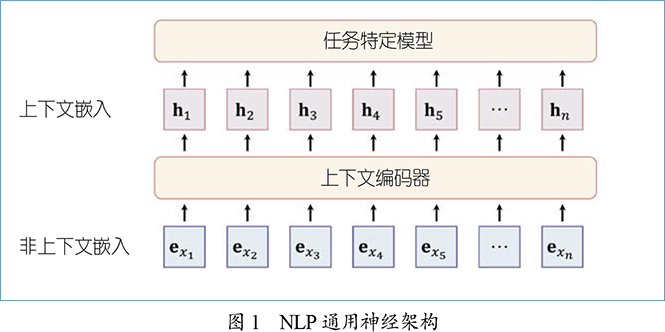 任务特定模型
上下文嵌入 h₁ h₂ h₃ h₄ h₅ ⋯ hₙ
上下文编码器
非上下文嵌入 eₓ₁ eₓ₂ eₓ₃ eₓ₄ eₓ₅ ⋯ eₓₙ
图 1 NLP 通用神经架构